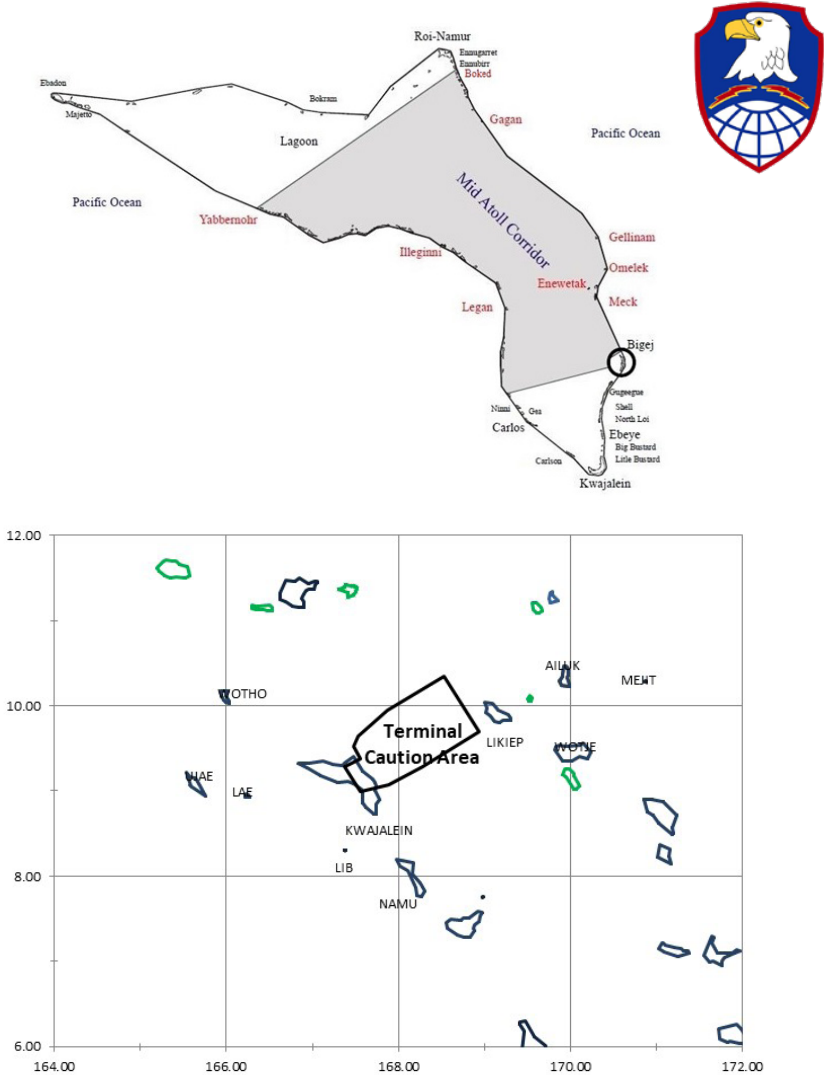 Roi-Namur
Ennugarret
Ennubirr
Boked
Ebadon
Majetto
Bokram
Gagan
Lagoon
Pacific Ocean
Pacific Ocean
Mid Atoll Corridor
Yabbernohr
Illeginni
Gellinam
Omelek
Enewetak
Meck
Legan
Bigej
Gugeegue
Ninni
Gea
Shell
North Loi
Carlos
Ebeye
Big Bustard
Litle Bustard
Carlson
Kwajalein
12.00
AILUK
MEJIT
WOTHO
10.00
Terminal
Caution Area
LIKIEP
WOTJE
UJAE
LAE
KWAJALEIN
LIB
8.00
NAMU
6.00
164.00
166.00
168.00
170.00
172.00